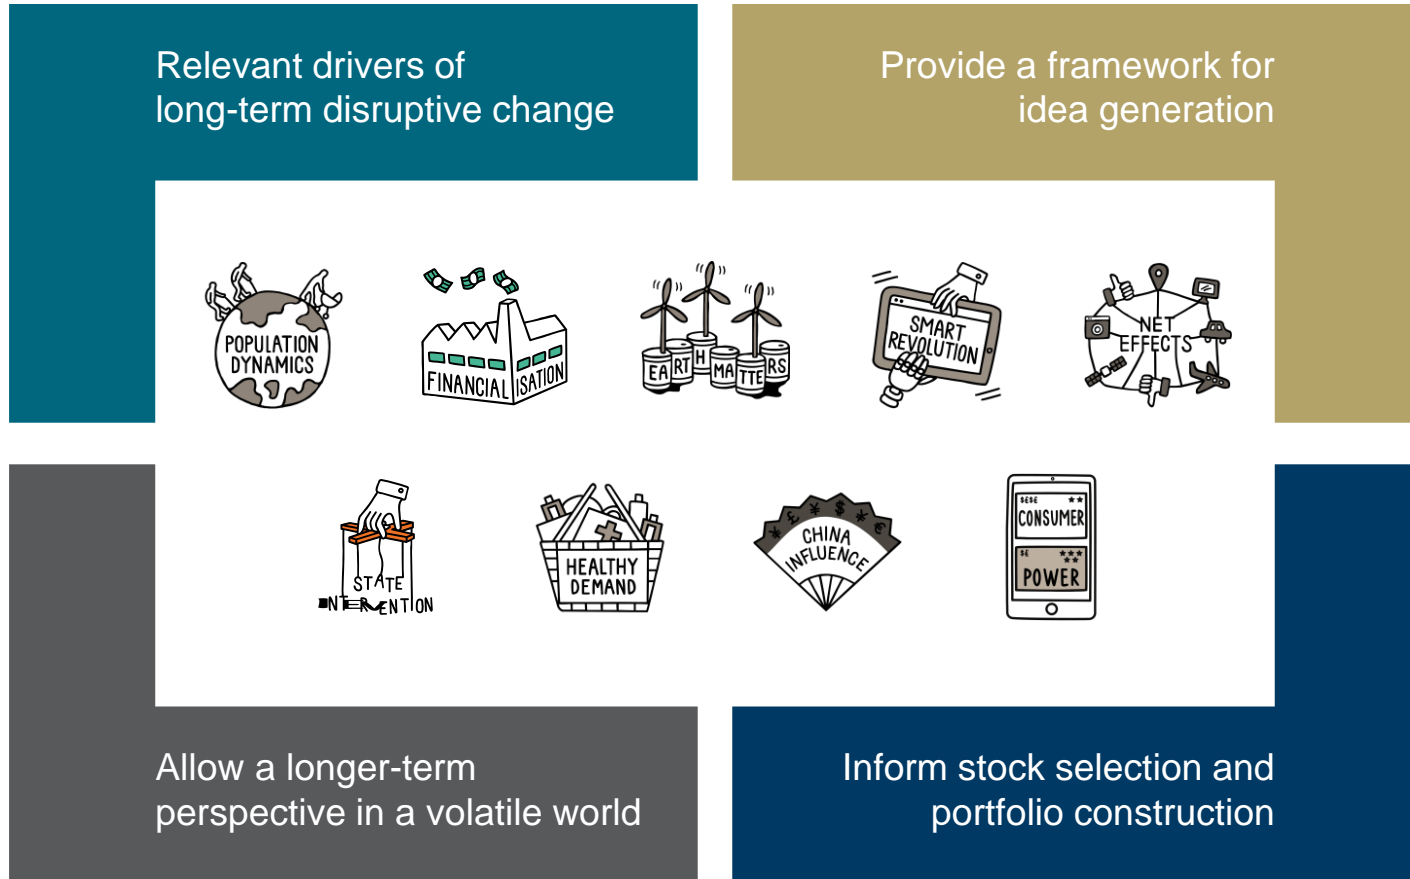 Relevant drivers of
long-term disruptive change
Provide a framework for
idea generation
POPULATION
DYNAMICS
FINANCIALISATION
EARTH MATTERS
SMART
REVOLUTION
NET
EFFECTS
STATE
INTERVENTION
HEALTHY
DEMAND
¥ £ ¥ $ ¥ €
CHINA
INFLUENCE
$£$€ ★★
CONSUMER
$£ ★★★
★★
POWER
Allow a longer-term
perspective in a volatile world
Inform stock selection and
portfolio construction